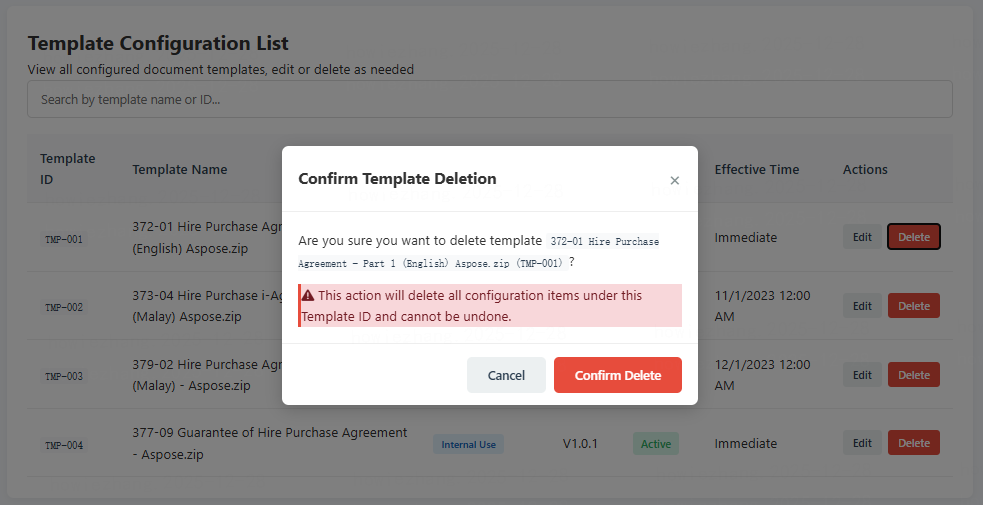 Template Configuration List
View all configured document templates, edit or delete as needed
Search by template name or ID...
Template
ID
Template Name
Effective Time
Actions
Confirm Template Deletion
×
Are you sure you want to delete template 372-01 Hire Purchase
Agreement – Part 1 (English) Aspose.zip (TMP-001) ?
This action will delete all configuration items under this
Template ID and cannot be undone.
Cancel
Confirm Delete
TMP-001
372-01 Hire Purchase
(English) Aspose.zip
Immediate
Edit
Delete
TMP-002
373-04 Hire Purchase
(Malay) Aspose.zip
11/1/2023 12:00
AM
Edit
Delete
TMP-003
379-02 Hire Purchase
(Malay) - Aspose.zip
12/1/2023 12:00
AM
Edit
Delete
TMP-004
377-09 Guarantee of Hire Purchase Agreement
- Aspose.zip
Internal Use
V1.0.1
Active
Immediate
Edit
Delete